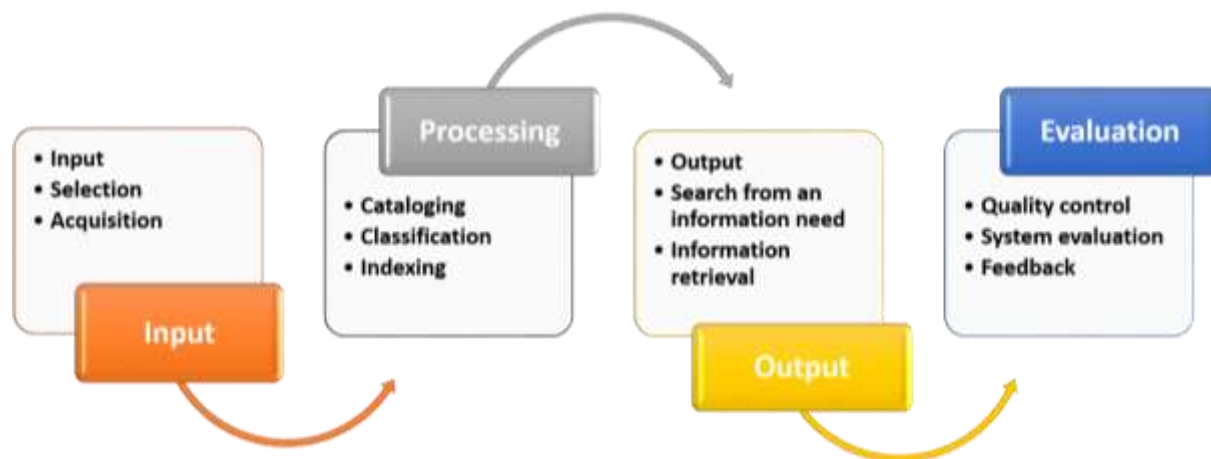 • Input
• Selection
• Acquisition
Input
Processing
• Cataloging
• Classification
• Indexing
• Output
• Search from an
information need
• Information
retrieval
Output
Evaluation
• Quality control
• System evaluation
• Feedback